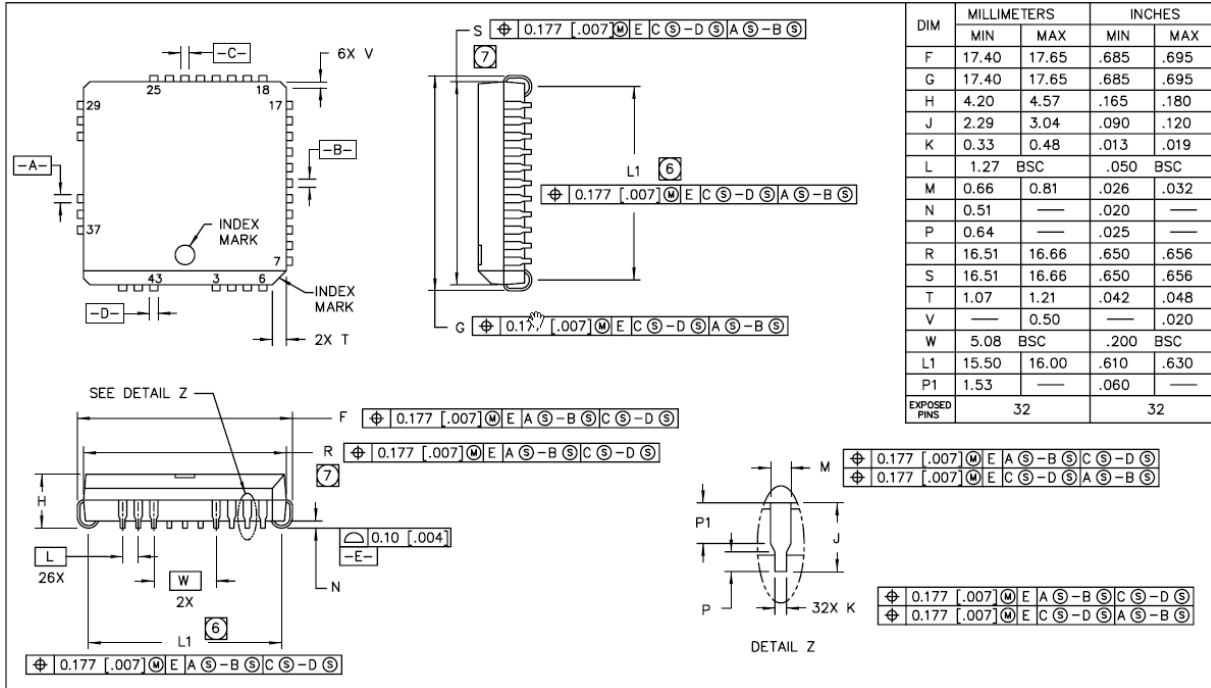 -C-
6X V
25 18
29 17
-A-
-B-
37
INDEX
MARK
7
43 3 6
INDEX
MARK
-D-
2X T
S ⌖ 0.177 [.007]Ⓜ E C Ⓢ-D Ⓢ A Ⓢ-B Ⓢ
7
L1 6
⌖ 0.177 [.007]Ⓜ E C Ⓢ-D Ⓢ A Ⓢ-B Ⓢ
G ⌖ [.007]Ⓜ E C Ⓢ-D Ⓢ A Ⓢ-B Ⓢ
DIM MILLIMETERS INCHES
MIN MAX MIN MAX
F 17.40 17.65 .685 .695
G 17.40 17.65 .685 .695
H 4.20 4.57 .165 .180
J 2.29 3.04 .090 .120
K 0.33 0.48 .013 .019
L 1.27 BSC .050 BSC
M 0.66 0.81 .026 .032
N 0.51 — .020 —
P 0.64 — .025 —
R 16.51 16.66 .650 .656
S 16.51 16.66 .650 .656
T 1.07 1.21 .042 .048
V — 0.50 — .020
W 5.08 BSC .200 BSC
L1 15.50 16.00 .610 .630
P1 1.53 — .060 —
EXPOSED
PINS 32 32
SEE DETAIL Z
F ⌖ 0.177 [.007]Ⓜ E A Ⓢ-B Ⓢ C Ⓢ-D Ⓢ
R ⌖ 0.177 [.007]Ⓜ E A Ⓢ-B Ⓢ C Ⓢ-D Ⓢ
7
H
⌓ 0.10 [.004]
-E-
L
26X
W
2X
N
L1 6
⌖ 0.177 [.007]Ⓜ E A Ⓢ-B Ⓢ C Ⓢ-D Ⓢ
M ⌖ 0.177 [.007]Ⓜ E A Ⓢ-B Ⓢ C Ⓢ-D Ⓢ
⌖ 0.177 [.007]Ⓜ E C Ⓢ-D Ⓢ A Ⓢ-B Ⓢ
P1
J
P
32X K ⌖ 0.177 [.007]Ⓜ E A Ⓢ-B Ⓢ C Ⓢ-D Ⓢ
⌖ 0.177 [.007]Ⓜ E C Ⓢ-D Ⓢ A Ⓢ-B Ⓢ
DETAIL Z